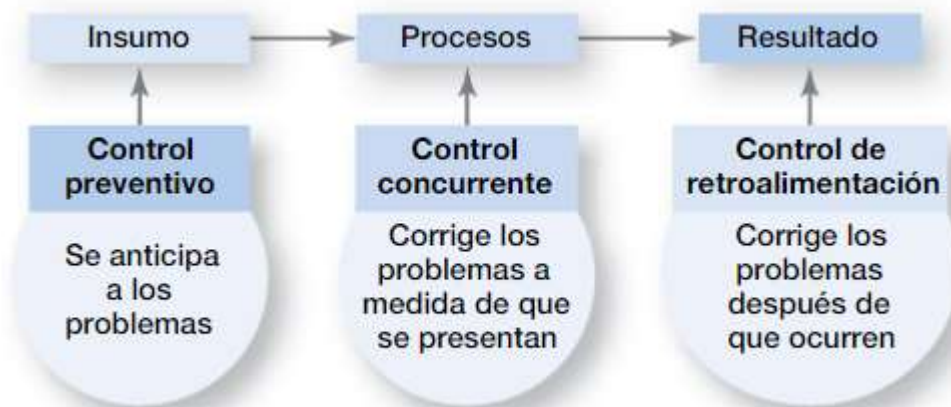 Insumo
Procesos
Resultado
Control
preventivo
Se anticipa
a los
problemas
Control
concurrente
Corrige los
problemas a
medida de que
se presentan
Control de
retroalimentación
Corrige los
problemas
después de
que ocurren